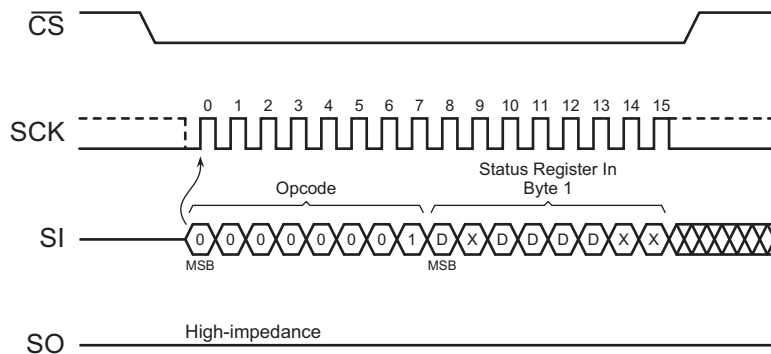 CS
0 1 2 3 4 5 6 7 8 9 10 11 12 13 14 15
SCK
Opcode
Status Register In
Byte 1
SI
0 0 0 0 0 0 0 1 D X D D D D X X
MSB MSB
High-impedance
SO